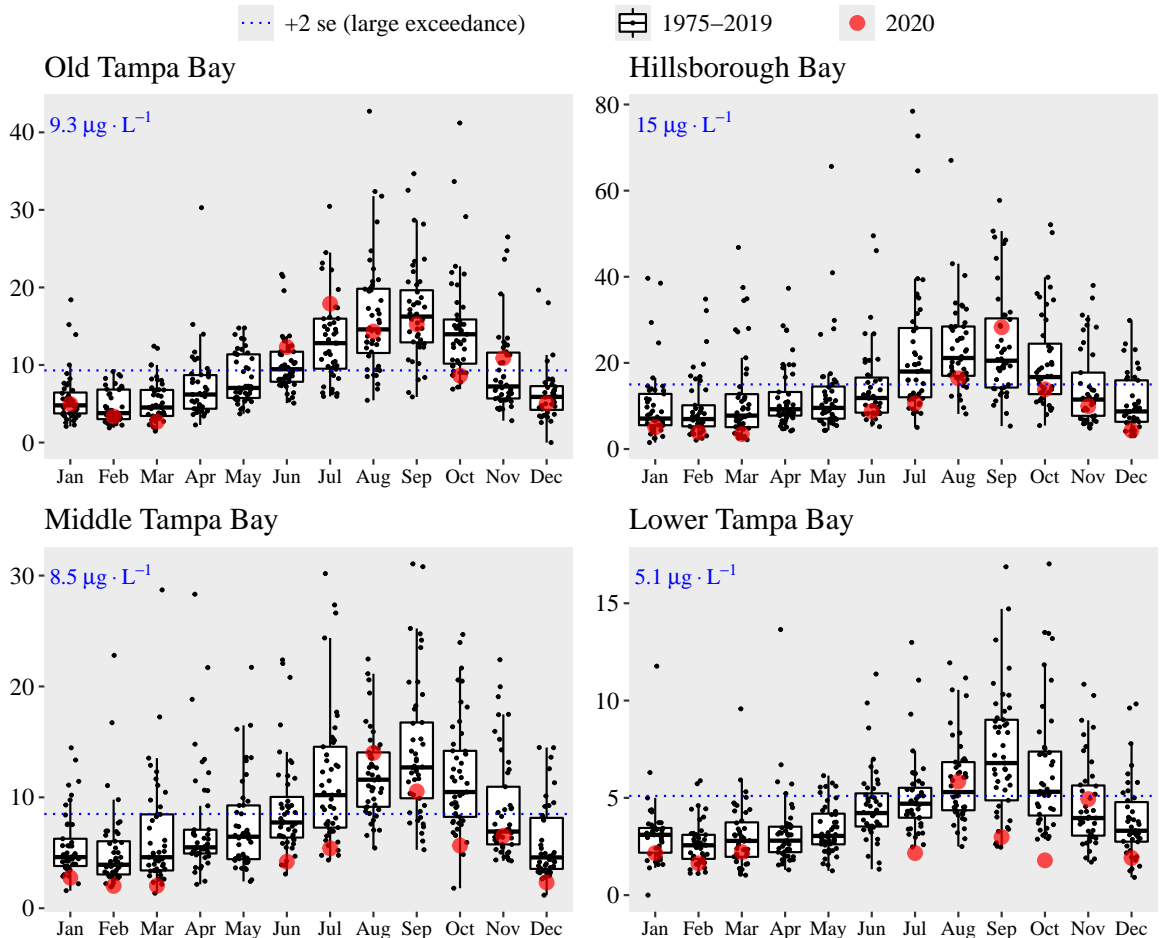 +2 se (large exceedance) 1975–2019 2020
Old Tampa Bay
9.3 µg · L⁻¹
40
30
20
10
0
Jan Feb Mar Apr May Jun Jul Aug Sep Oct Nov Dec
Hillsborough Bay
15 µg · L⁻¹
80
60
40
20
0
Jan Feb Mar Apr May Jun Jul Aug Sep Oct Nov Dec
Middle Tampa Bay
8.5 µg · L⁻¹
30
20
10
0
Jan Feb Mar Apr May Jun Jul Aug Sep Oct Nov Dec
Lower Tampa Bay
5.1 µg · L⁻¹
15
10
5
0
Jan Feb Mar Apr May Jun Jul Aug Sep Oct Nov Dec